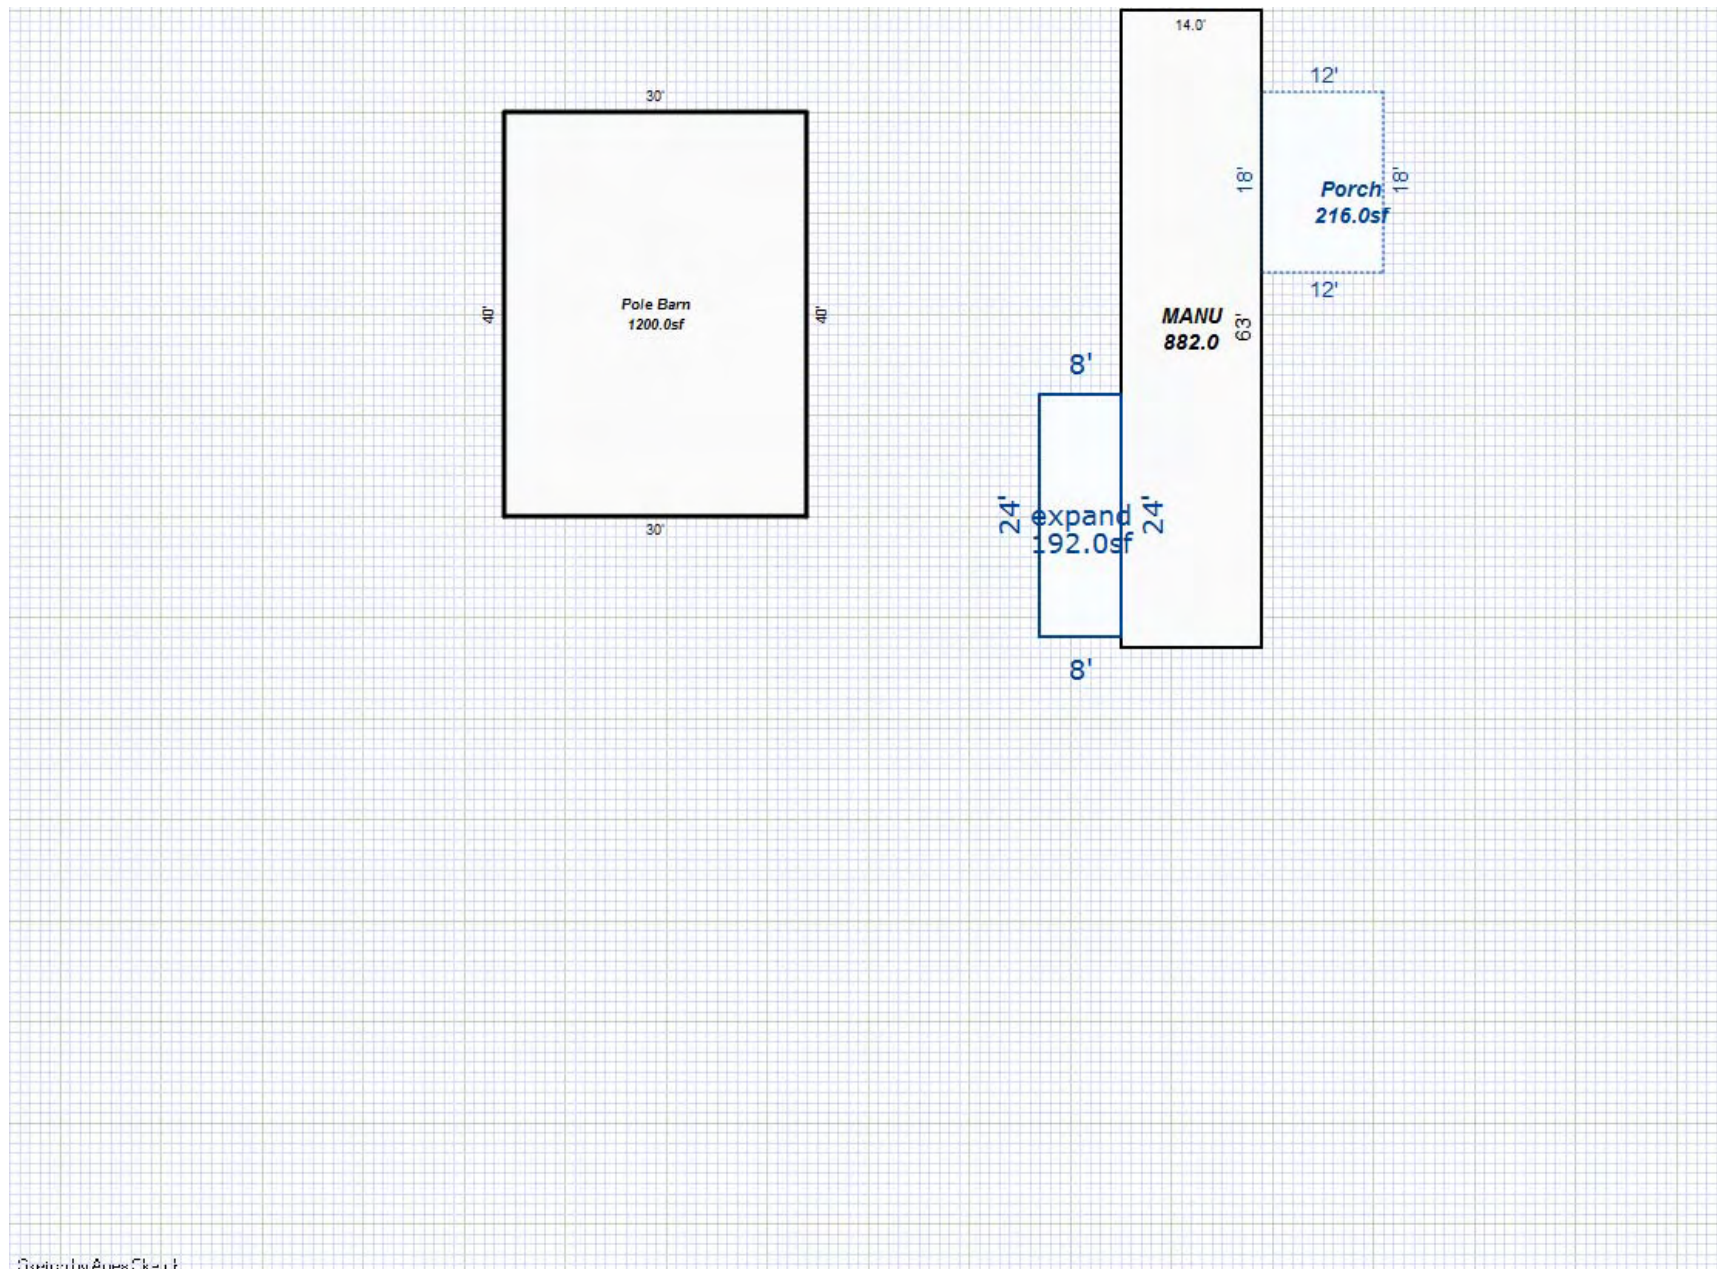 14.0'
12'
30'
18'
Porch
216.0sf
18'
12'
40'
Pole Barn
1200.0sf
40'
MANU
882.0
63'
8'
24'
expand
192.0sf
24'
30'
8'